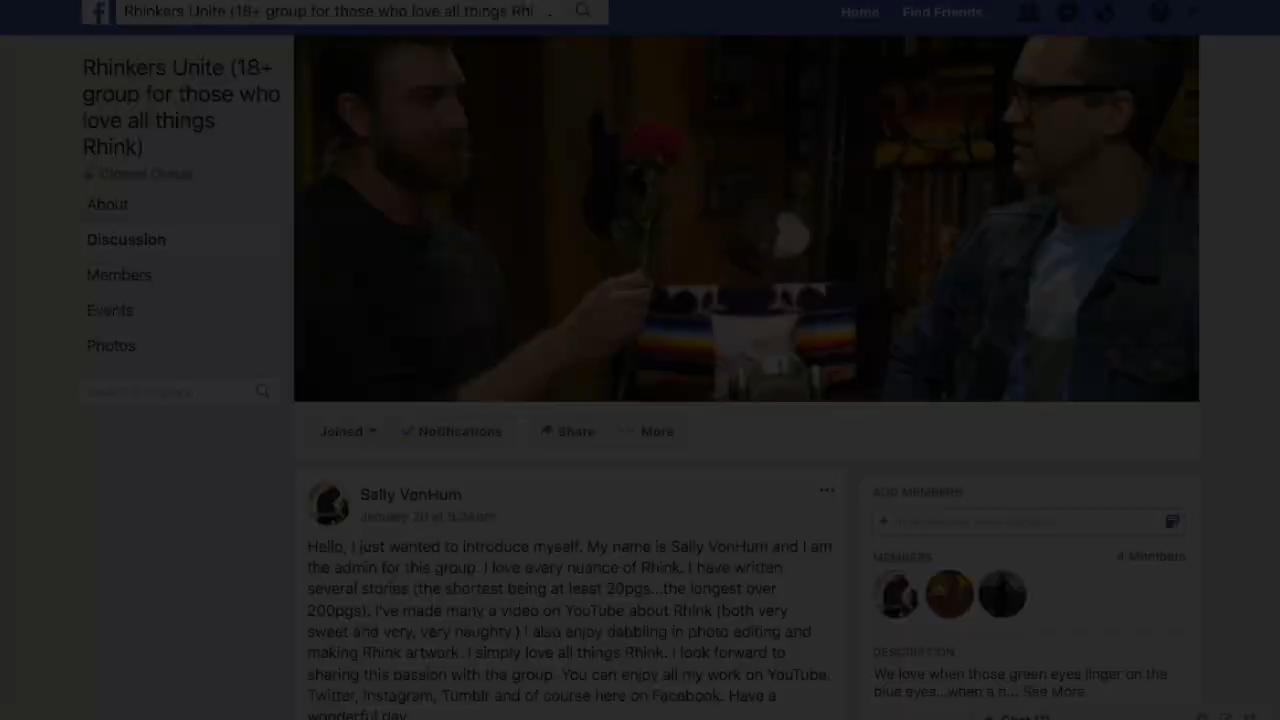 Rhinkers Unite (18+ group for those who love all things Rhi
Home
Find Friends
Rhinkers Unite (18+
group for those who
love all things
Rhink)
Closed Group
About
Discussion
Members
Events
Photos
Joined
Notifications
Share
More
Sally VonHum
January 20 at
Hello, I just wanted to introduce myself. My name is Sally VonHum and I am
the admin for this group. I love every nuance of Rhink. I have written
several stories (the shortest being at least 20pgs...the longest over
200pgs). I've made many a video on YouTube about Rhink (both very
sweet and very, very naughty.) I also enjoy dabbling in photo editing and
making Rhink artwork. I simply love all things Rhink. I look forward to
sharing this passion with the group. You can enjoy all my work on YouTube,
Twitter, Instagram, Tumblr and of course here on Facebook. Have a
wonderful day.
ADD MEMBERS
MEMBERS
4 Members
DESCRIPTION
We love when those green eyes linger on the
blue eyes...when a h... See More
Chat (1)